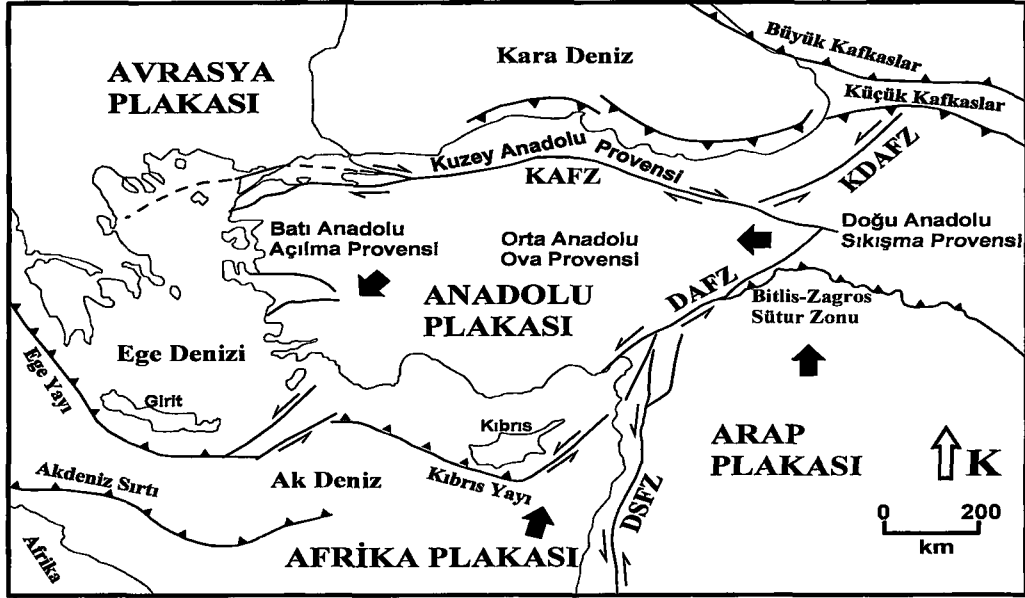 AVRASYA
PLAKASI
Kara Deniz
Büyük Kafkaslar
Küçük Kafkaslar
Kuzey Anadolu Provensi
KAFZ
KDAFZ
Batı Anadolu
Açılma Provensi
Orta Anadolu
Ova Provensi
Doğu Anadolu
Sıkışma Provensi
ANADOLU
PLAKASI
DAFZ
Bitlis-Zagros
Sütur Zonu
Ege Denizi
Ege Yayı
Girit
Kıbrıs
ARAP
PLAKASI
K
Akdeniz Sırtı
Ak Deniz
Kıbrıs Yayı
DSFZ
0 200
km
AFRİKA PLAKASI
Afrika